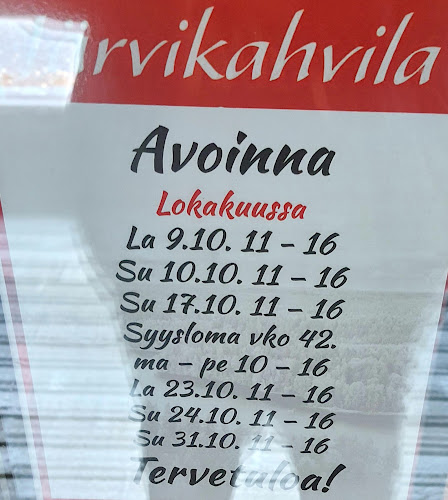 rvikahvila
Avoinna
Lokakuussa
La 9.10. 11 – 16
Su 10.10. 11 – 16
Su 17.10. 11 – 16
Syysloma vko 42.
ma – pe 10 – 16
La 23.10. 11 – 16
Su 24.10. 11 – 16
Su 31.10. 11 – 16
Tervetuloa!